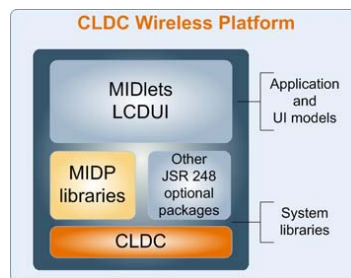 CLDC Wireless Platform
MIDlets
LCDUI
Application
and
UI models
MIDP
libraries
Other
JSR 248
optional
packages
System
libraries
CLDC